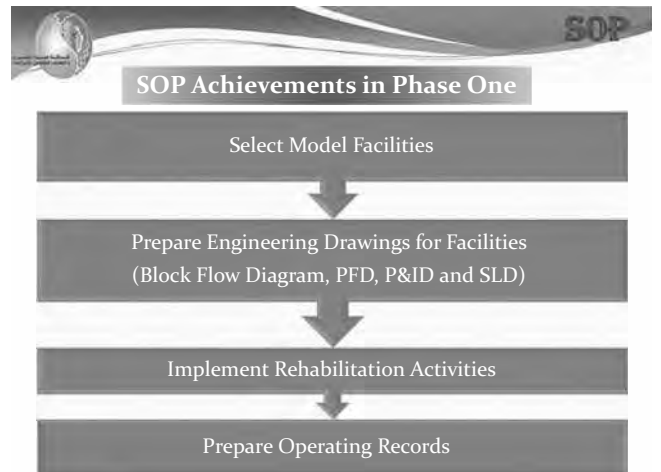 SOP
SOP Achievements in Phase One
Select Model Facilities
Prepare Engineering Drawings for Facilities
(Block Flow Diagram, PFD, P&ID and SLD)
Implement Rehabilitation Activities
Prepare Operating Records